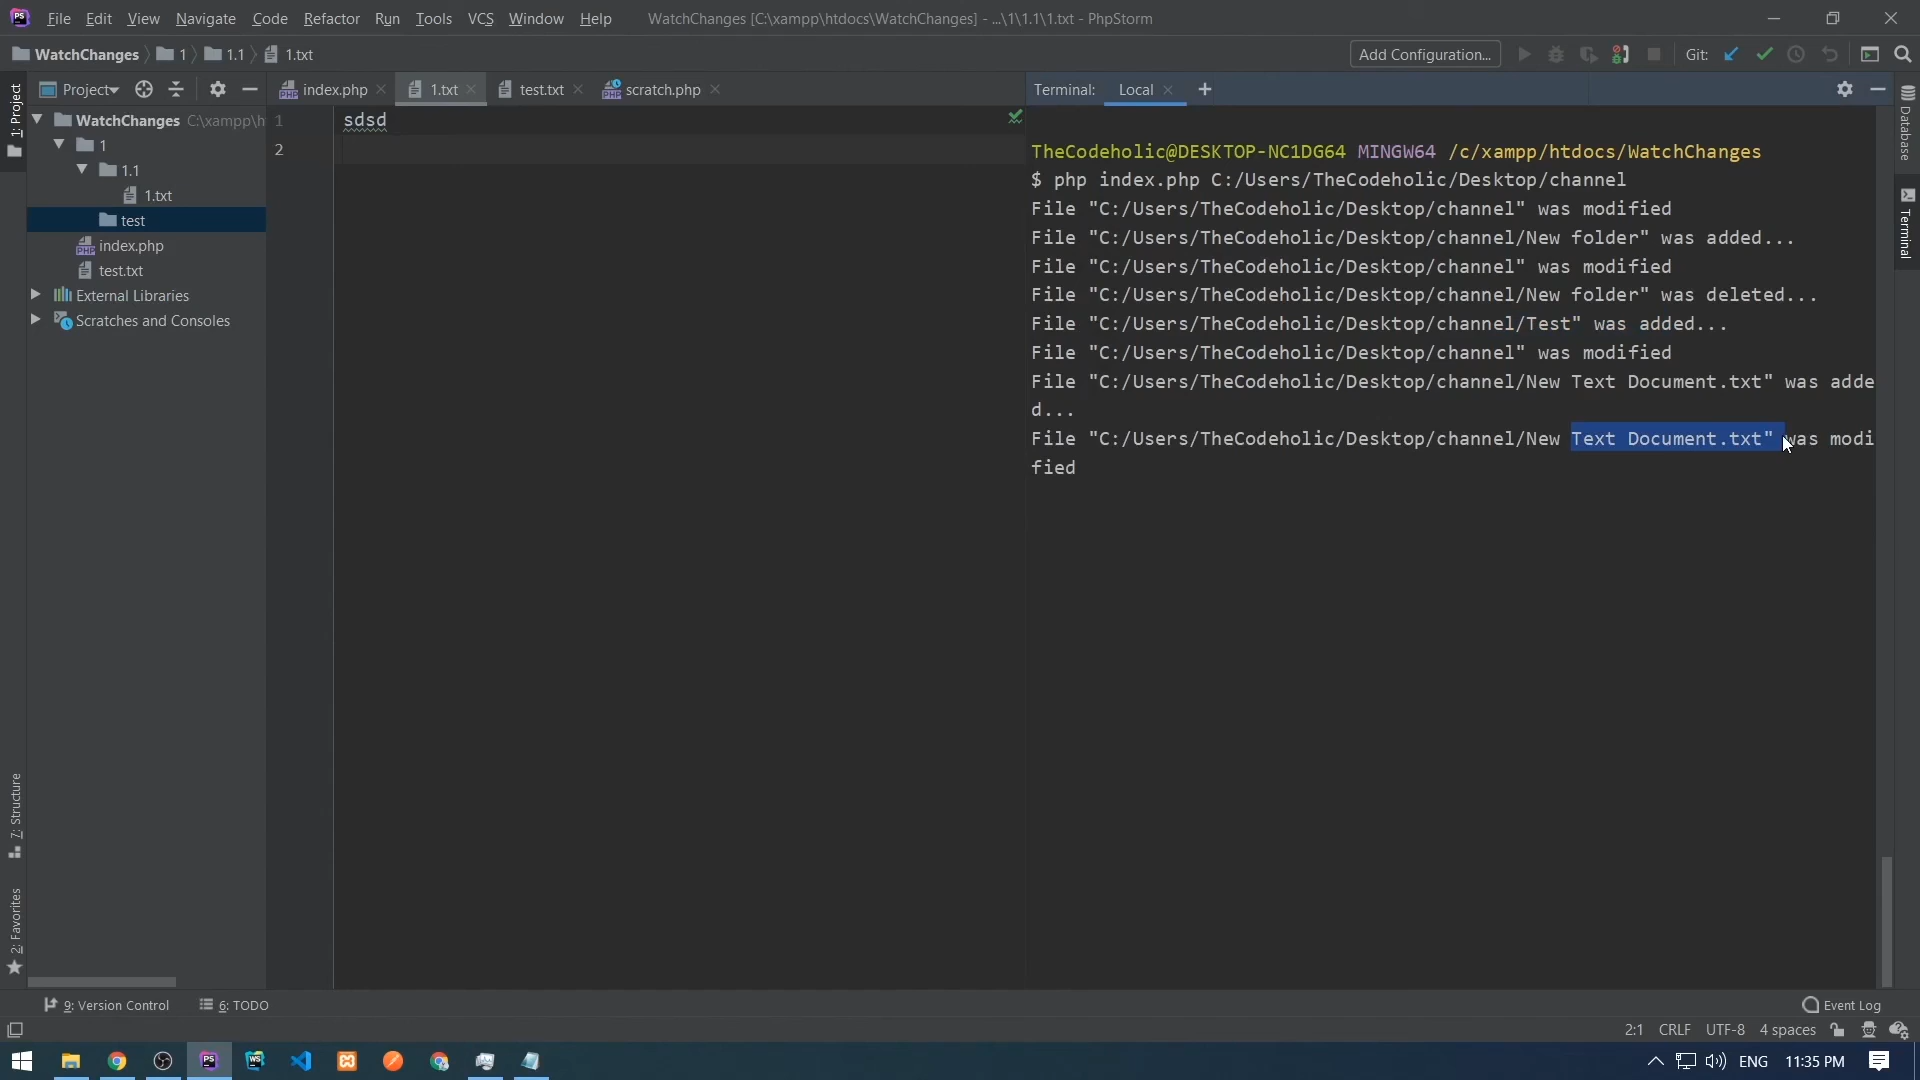 File Edit View Navigate Code Refactor Run Tools VCS Window Help WatchChanges [C:\xampp\htdocs\WatchChanges] - ...\1\1.1\1.txt - PhpStorm
WatchChanges 1 1.1 1.txt Add Configuration... Git:
Project index.php 1.txt test.txt scratch.php Terminal: Local +
1: Project
WatchChanges C:\xampp\h
1
1.1
1.txt
test
index.php
test.txt
External Libraries
Scratches and Consoles
7: Structure
2: Favorites
1 sdsd
2
TheCodeholic@DESKTOP-NC1DG64 MINGW64 /c/xampp/htdocs/WatchChanges
$ php index.php C:/Users/TheCodeholic/Desktop/channel
File "C:/Users/TheCodeholic/Desktop/channel" was modified
File "C:/Users/TheCodeholic/Desktop/channel/New folder" was added...
File "C:/Users/TheCodeholic/Desktop/channel" was modified
File "C:/Users/TheCodeholic/Desktop/channel/New folder" was deleted...
File "C:/Users/TheCodeholic/Desktop/channel/Test" was added...
File "C:/Users/TheCodeholic/Desktop/channel" was modified
File "C:/Users/TheCodeholic/Desktop/channel/New Text Document.txt" was adde
d...
File "C:/Users/TheCodeholic/Desktop/channel/New Text Document.txt" was modi
fied
Database
Terminal
9: Version Control 6: TODO Event Log
2:1 CRLF UTF-8 4 spaces
PS WS ENG 11:35 PM